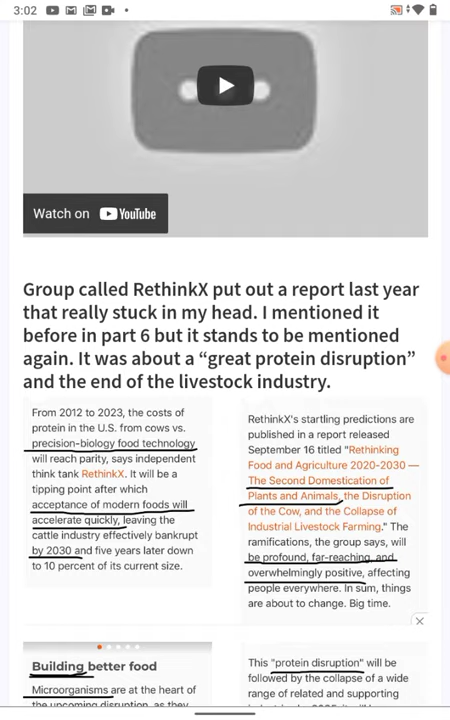 3:02
Watch on YouTube
Group called RethinkX put out a report last year
that really stuck in my head. I mentioned it
before in part 6 but it stands to be mentioned
again. It was about a “great protein disruption”
and the end of the livestock industry.
From 2012 to 2023, the costs of
protein in the U.S. from cows vs.
precision-biology food technology
will reach parity, says independent
think tank RethinkX. It will be a
tipping point after which
acceptance of modern foods will
accelerate quickly, leaving the
cattle industry effectively bankrupt
by 2030 and five years later down
to 10 percent of its current size.
RethinkX's startling predictions are
published in a report released
September 16 titled "Rethinking
Food and Agriculture 2020-2030 —
The Second Domestication of
Plants and Animals, the Disruption
of the Cow, and the Collapse of
Industrial Livestock Farming." The
ramifications, the group says, will
be profound, far-reaching, and
overwhelmingly positive, affecting
people everywhere. In sum, things
are about to change. Big time.
Building better food
Microorganisms are at the heart of
the upcoming disruption, as they
This "protein disruption" will be
followed by the collapse of a wide
range of related and supporting